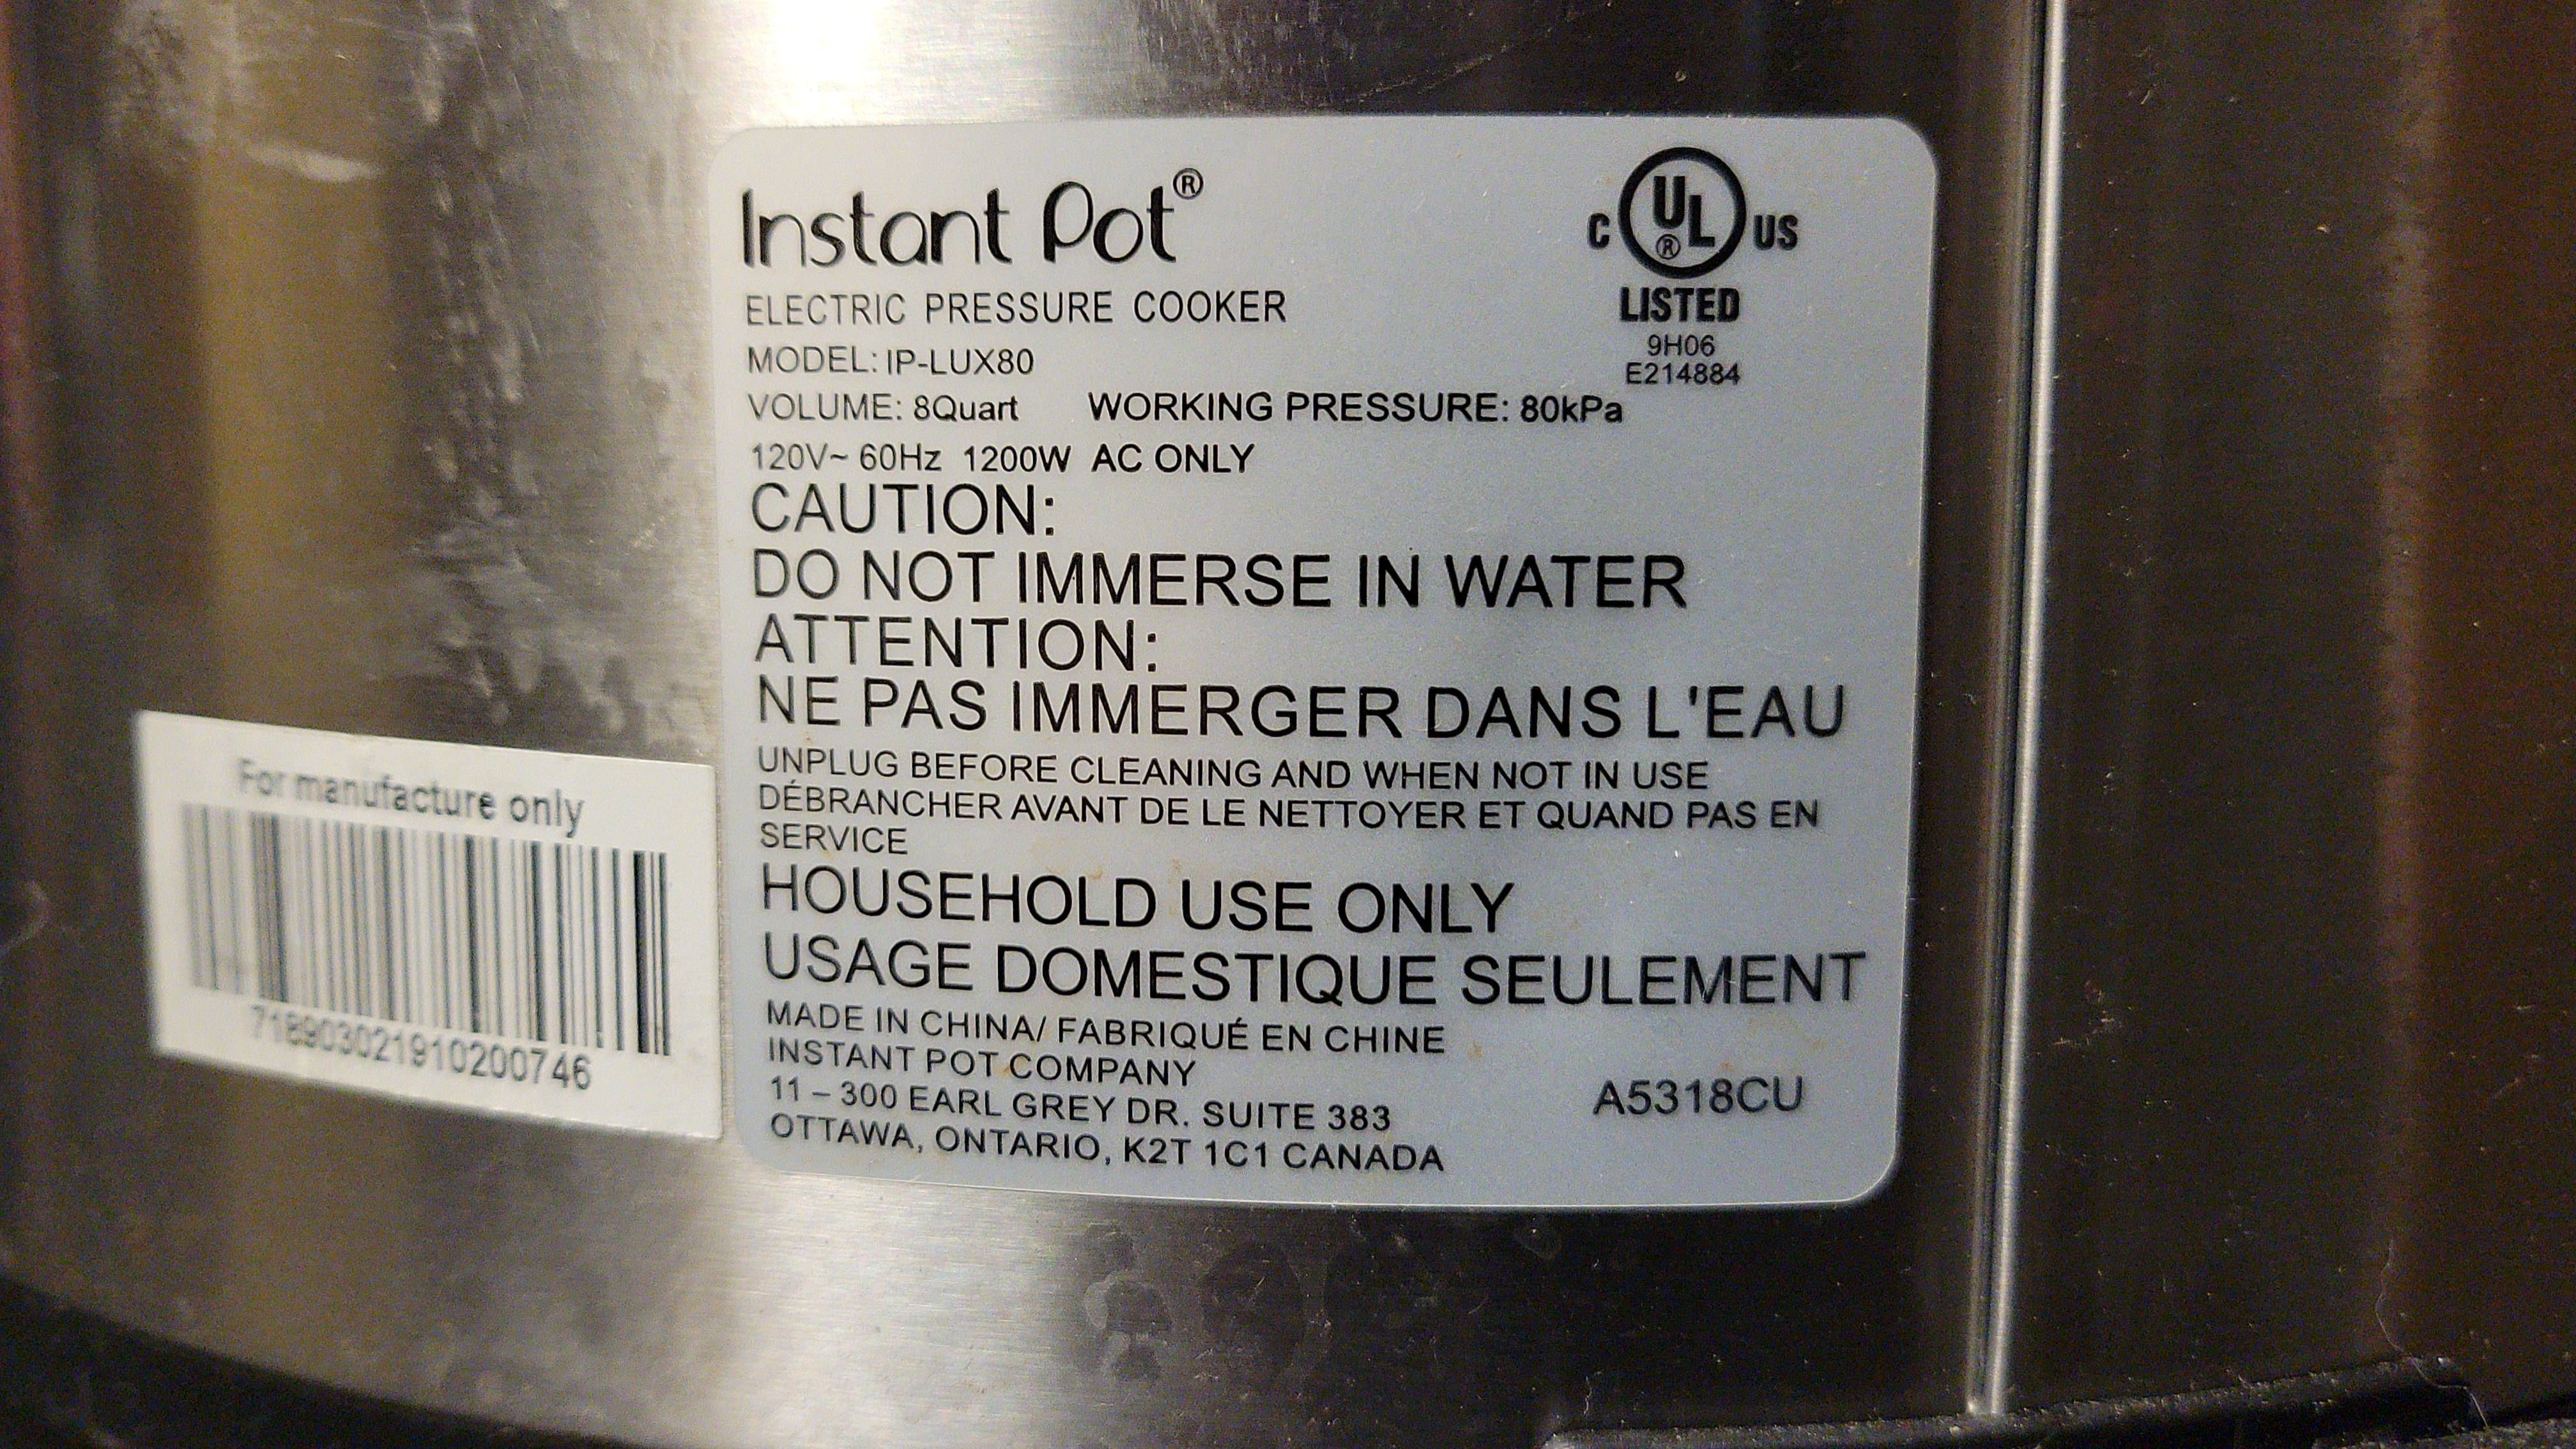 Instant Pot®
ELECTRIC PRESSURE COOKER
MODEL: IP-LUX80
VOLUME: 8Quart WORKING PRESSURE: 80kPa
120V~ 60Hz 1200W AC ONLY
C UL® US
LISTED
9H06
E214884
CAUTION:
DO NOT IMMERSE IN WATER
ATTENTION:
NE PAS IMMERGER DANS L'EAU
UNPLUG BEFORE CLEANING AND WHEN NOT IN USE
DÉBRANCHER AVANT DE LE NETTOYER ET QUAND PAS EN
SERVICE
HOUSEHOLD USE ONLY
USAGE DOMESTIQUE SEULEMENT
MADE IN CHINA/ FABRIQUÉ EN CHINE
INSTANT POT COMPANY
11 – 300 EARL GREY DR. SUITE 383
OTTAWA, ONTARIO, K2T 1C1 CANADA
A5318CU
For manufacture only
718903021910200746